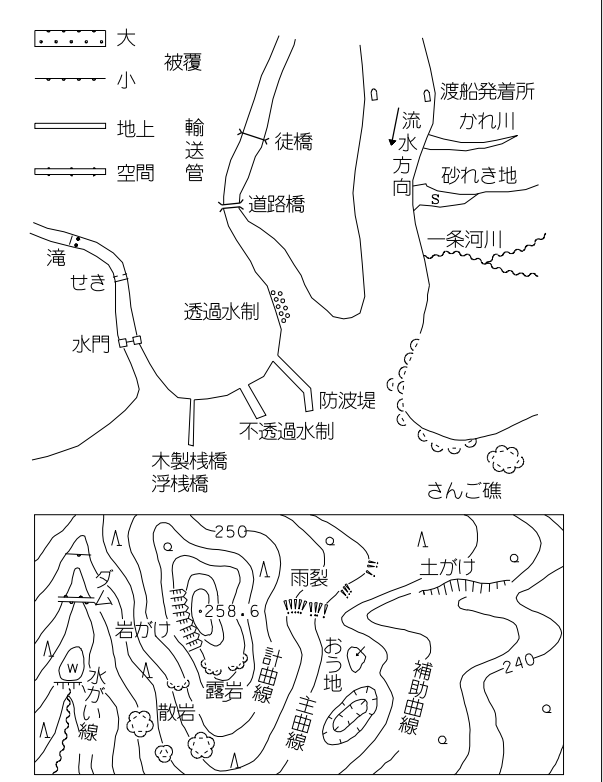 大
被覆
小
地上
輸送管
空間
渡船発着所
流水方向
かれ川
徒橋
砂れき地
s
道路橋
一条河川
滝
せき
透過水制
水門
防波堤
不透過水制
木製桟橋
浮桟橋
さんご礁
250
ダム
雨裂
土がけ
258.6
岩がけ
おう地
計曲線
補助曲線
240
W
水がい線
露岩
散岩
主曲線